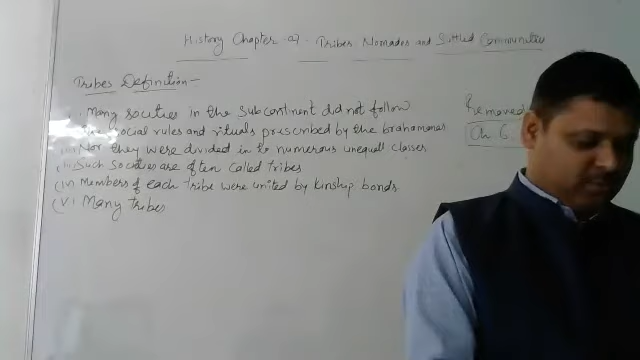 History Chapter 07. Tribes Nomades and Settled Communities
Tribes Definition:-
Many societies in the subcontinent did not follow
social rules and rituals prescribed by the brahamanas
Nor they were divided in to numerous unequal classes
(iii) Such societies are often called tribes
(iv) Members of each tribe were united by kinship bonds.
(v) Many tribes
Removed
Ch 6